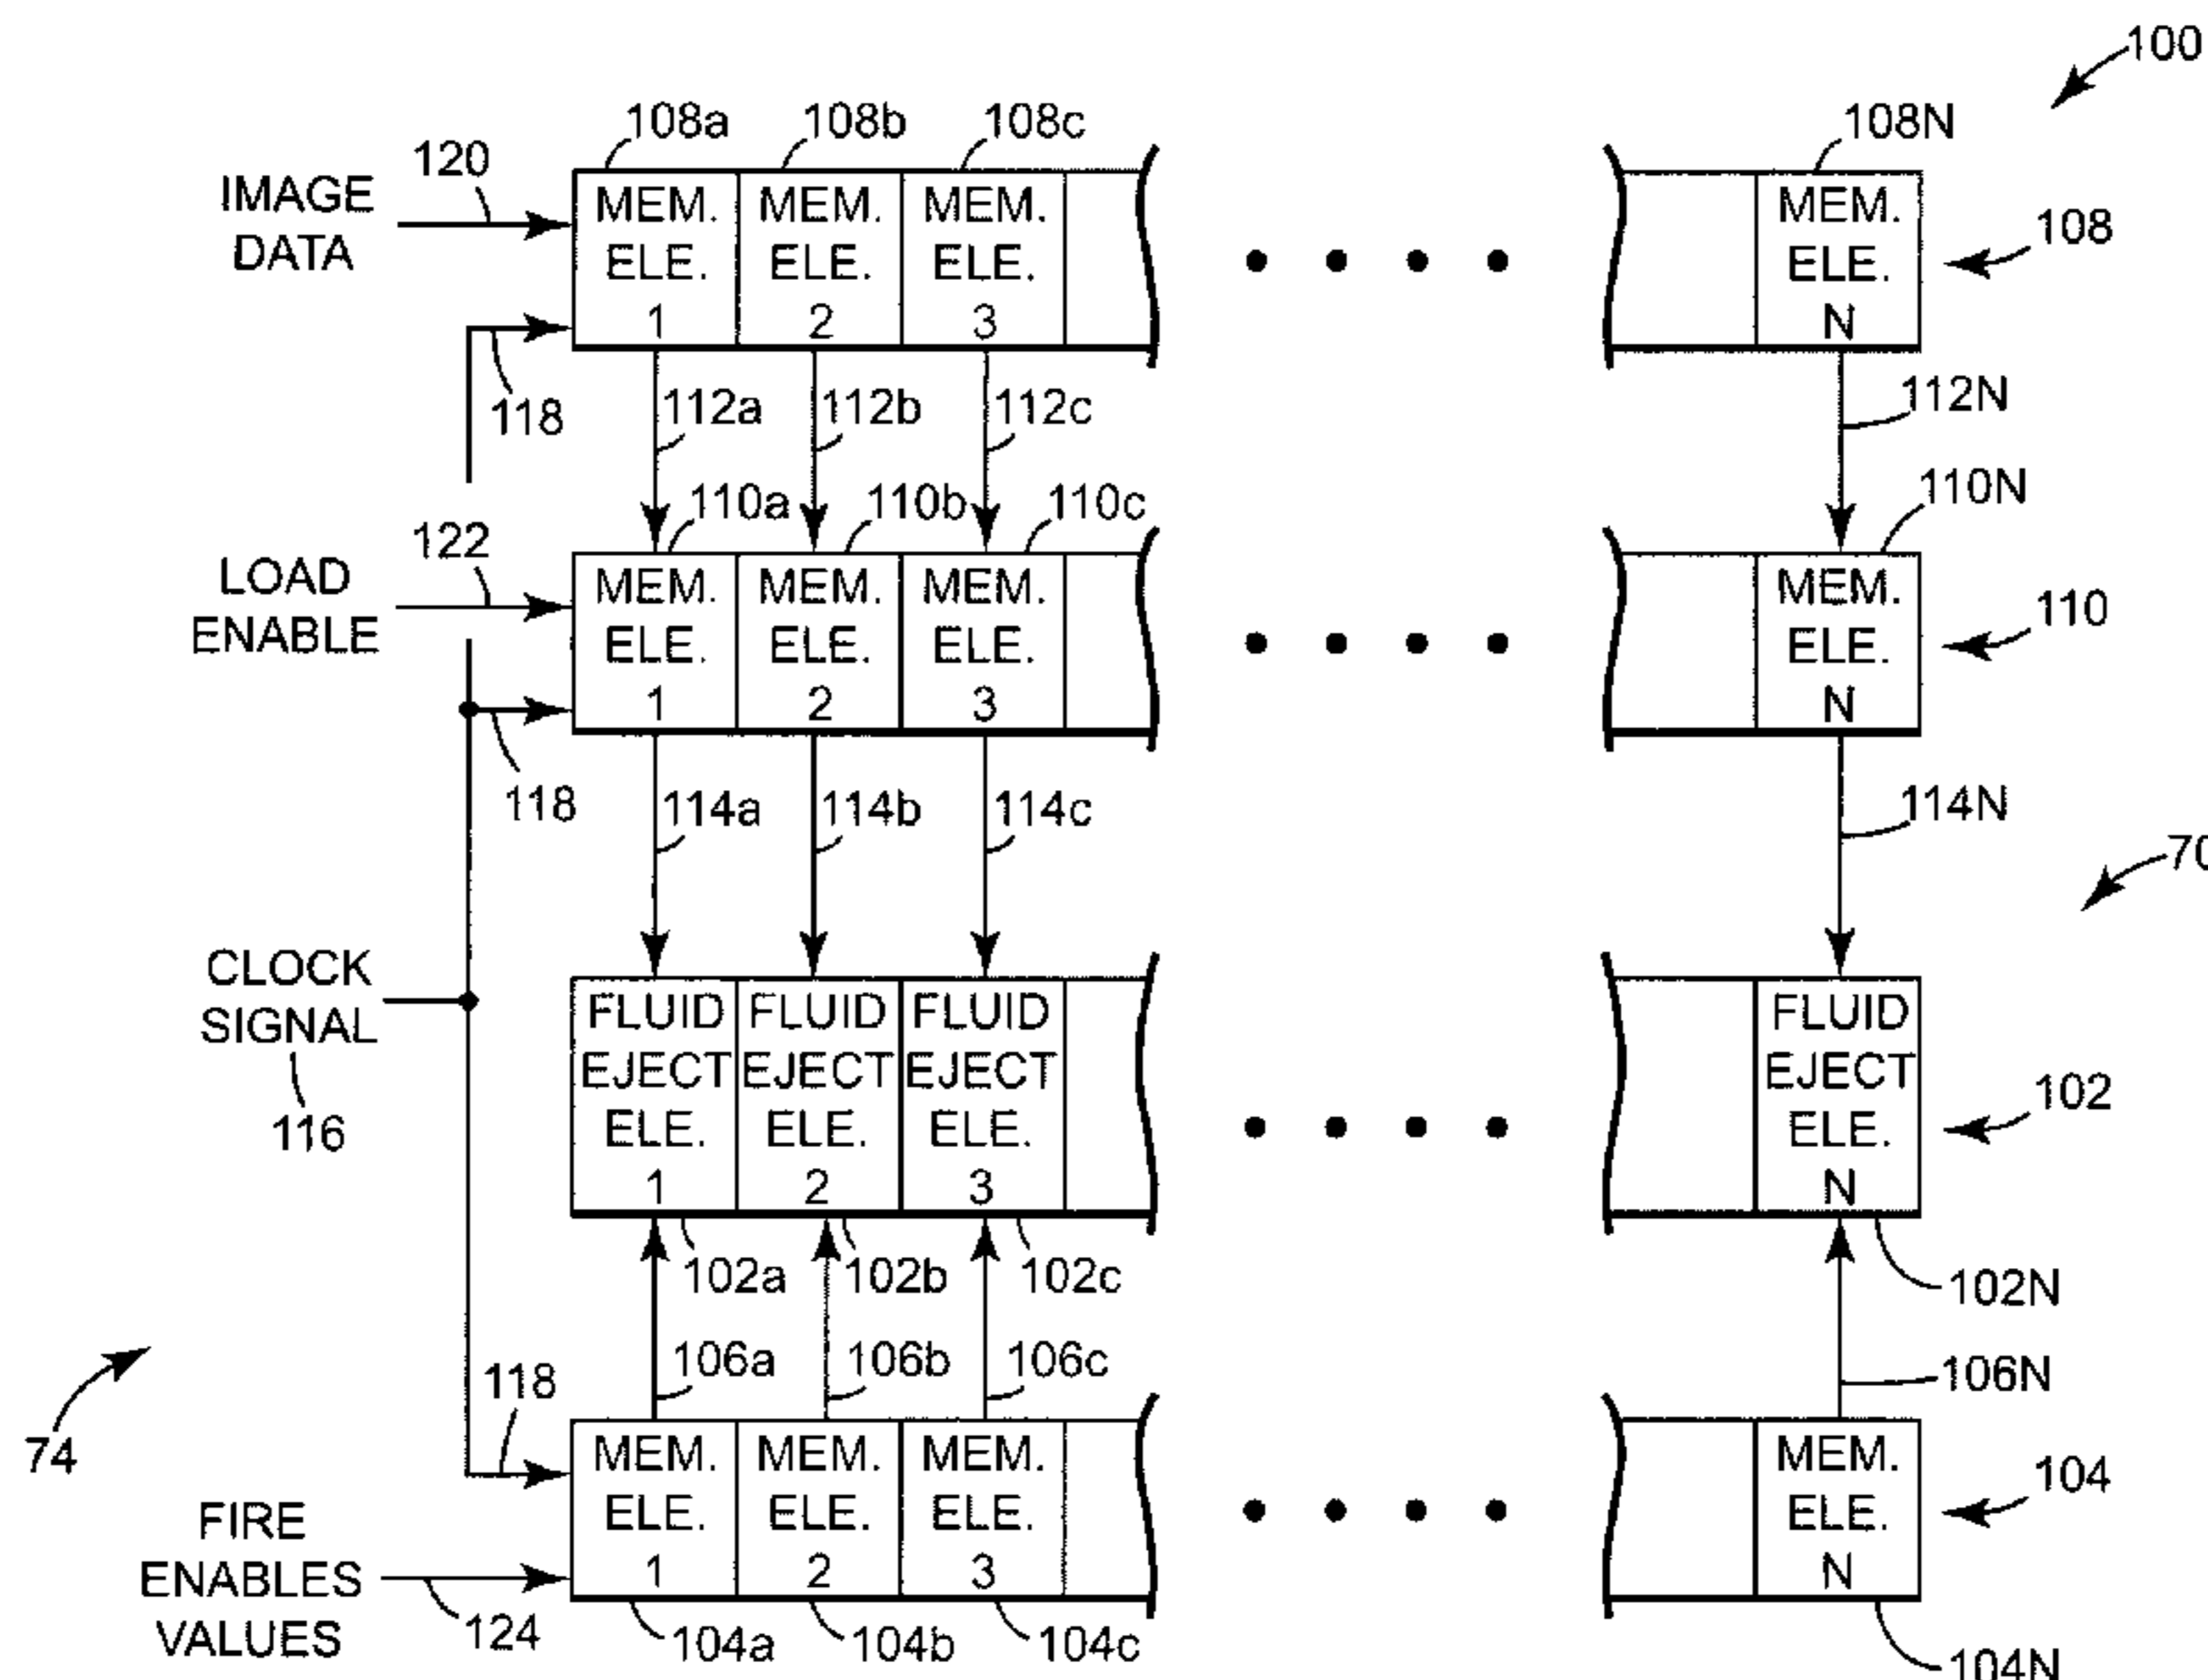 100
108a 108b 108c 108N
120
IMAGE DATA
MEM. ELE. 1
MEM. ELE. 2
MEM. ELE. 3
MEM. ELE. N
108
118
112a 112b 112c 112N
110a 110b 110c 110N
122
LOAD ENABLE
MEM. ELE. 1
MEM. ELE. 2
MEM. ELE. 3
MEM. ELE. N
110
118
114a 114b 114c 114N
70
CLOCK SIGNAL
116
FLUID EJECT ELE. 1
FLUID EJECT ELE. 2
FLUID EJECT ELE. 3
FLUID EJECT ELE. N
102
102a 102b 102c 102N
106a 106b 106c 106N
118
74
MEM. ELE. 1
MEM. ELE. 2
MEM. ELE. 3
MEM. ELE. N
104
FIRE ENABLES VALUES
124
104a 104b 104c 104N